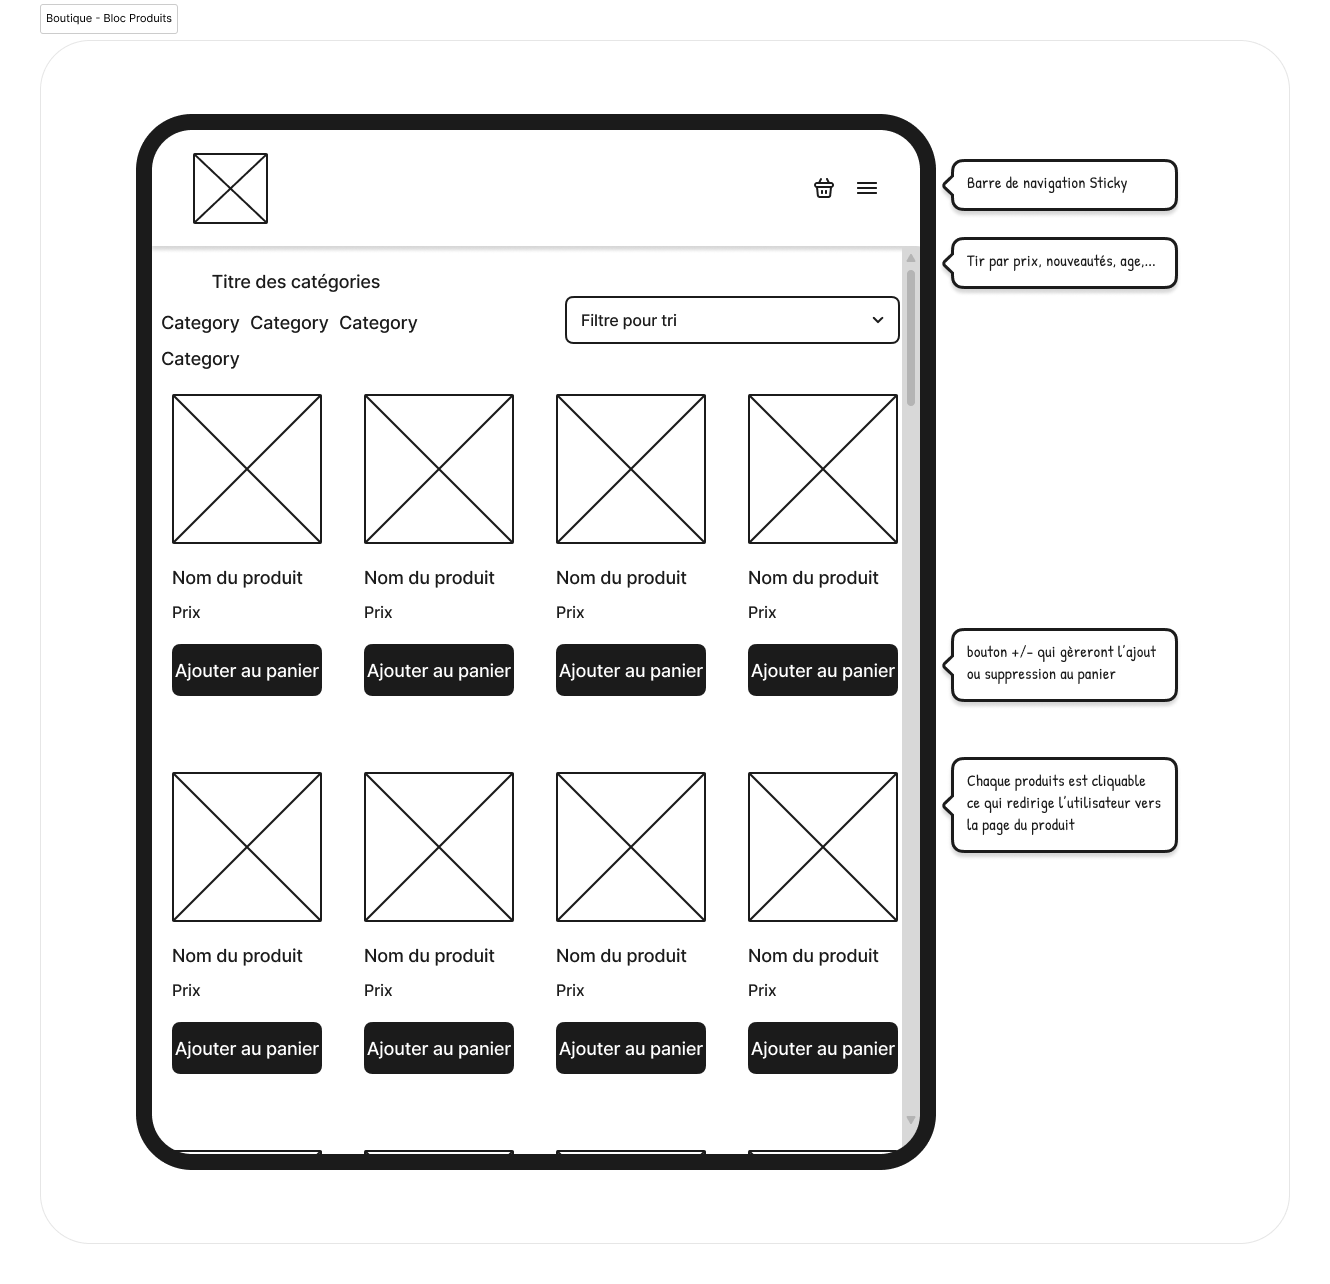 Boutique - Bloc Produits
Barre de navigation Sticky
Tir par prix, nouveautés, age,...
Titre des catégories
Category Category Category
Category
Filtre pour tri
Nom du produit Nom du produit Nom du produit Nom du produit
Prix Prix Prix Prix
Ajouter au panier Ajouter au panier Ajouter au panier Ajouter au panier
bouton +/- qui gèreront l'ajout
ou suppression au panier
Chaque produits est cliquable
ce qui redirige l'utilisateur vers
la page du produit
Nom du produit Nom du produit Nom du produit Nom du produit
Prix Prix Prix Prix
Ajouter au panier Ajouter au panier Ajouter au panier Ajouter au panier